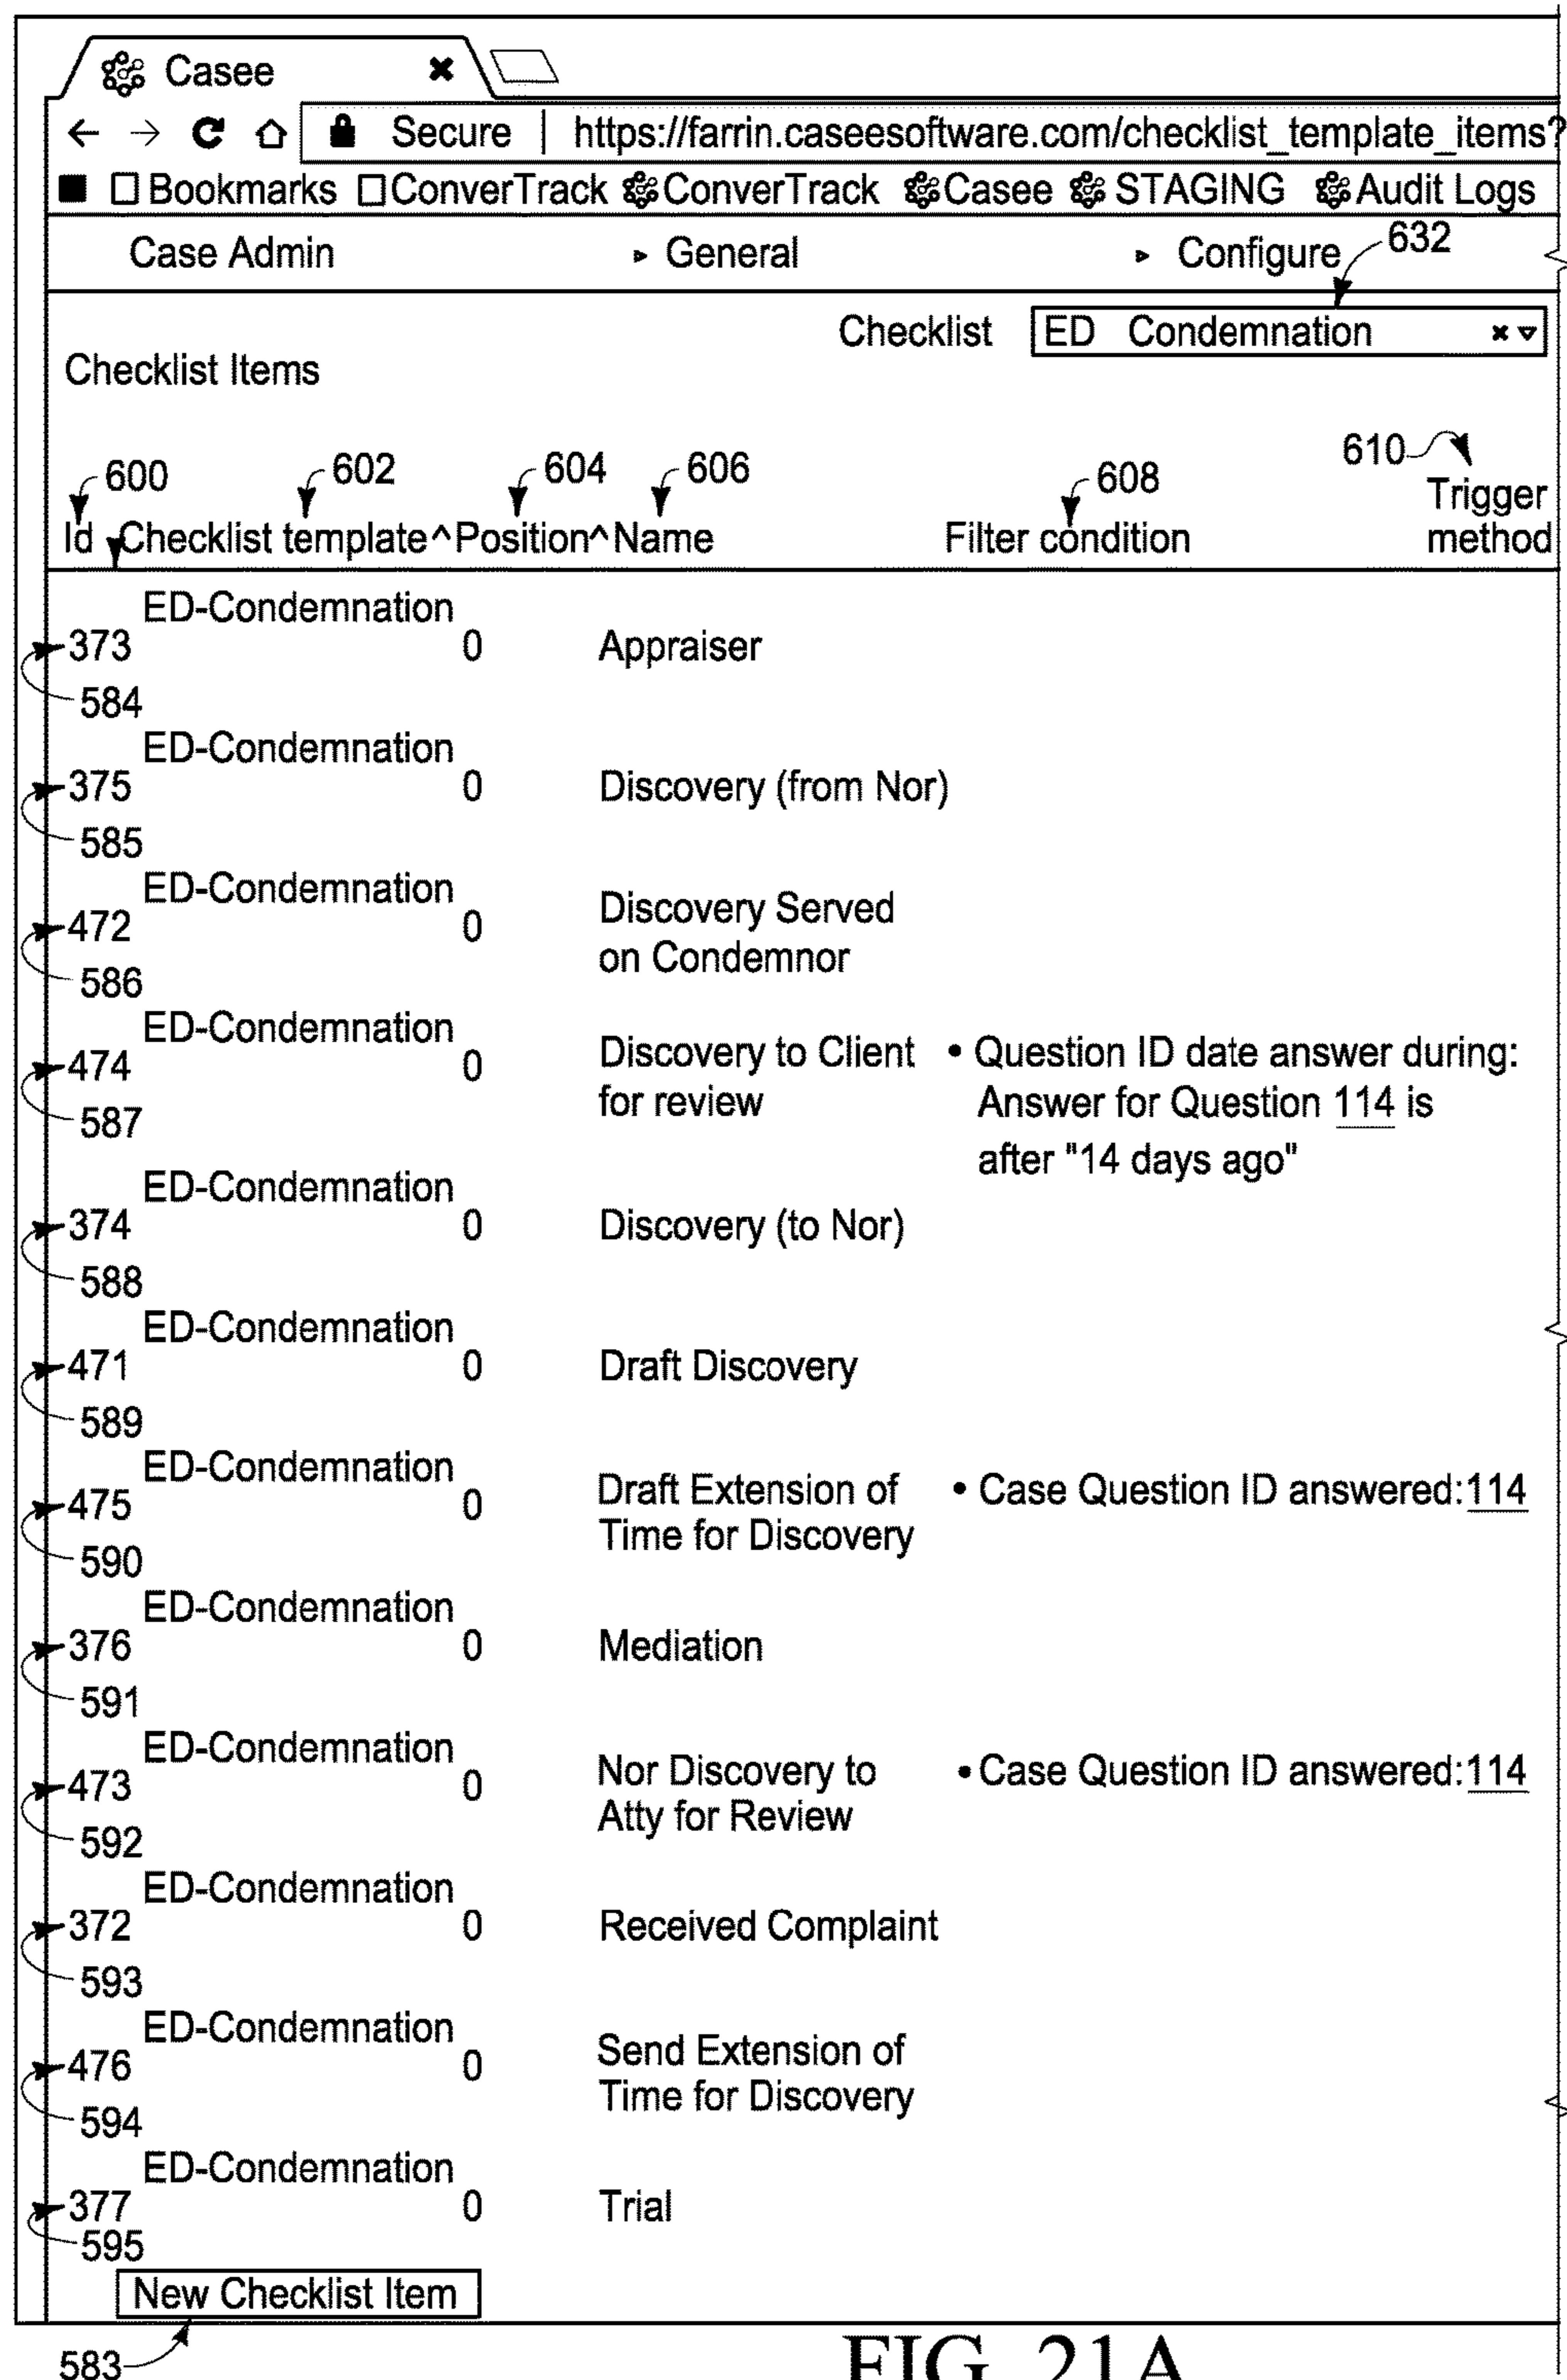 Casee
Secure | https://farrin.caseesoftware.com/checklist_template_items?
Bookmarks ConverTrack ConverTrack Casee STAGING Audit Logs
Case Admin General Configure 632
Checklist ED Condemnation
Checklist Items
600 602 604 606 608 610
Trigger
Id Checklist template^Position^Name Filter condition method
ED-Condemnation
373 0 Appraiser
584
ED-Condemnation
375 0 Discovery (from Nor)
585
ED-Condemnation
Discovery Served
472 0
on Condemnor
586
ED-Condemnation
Discovery to Client • Question ID date answer during:
474 0
for review Answer for Question 114 is
587
after "14 days ago"
ED-Condemnation
374 0 Discovery (to Nor)
588
ED-Condemnation
471 0 Draft Discovery
589
ED-Condemnation
Draft Extension of • Case Question ID answered:114
475 0
Time for Discovery
590
ED-Condemnation
376 0 Mediation
591
ED-Condemnation
Nor Discovery to • Case Question ID answered:114
473 0
Atty for Review
592
ED-Condemnation
372 0 Received Complaint
593
ED-Condemnation
Send Extension of
476 0
Time for Discovery
594
ED-Condemnation
377 0 Trial
595
New Checklist Item
583
FIG. 21A